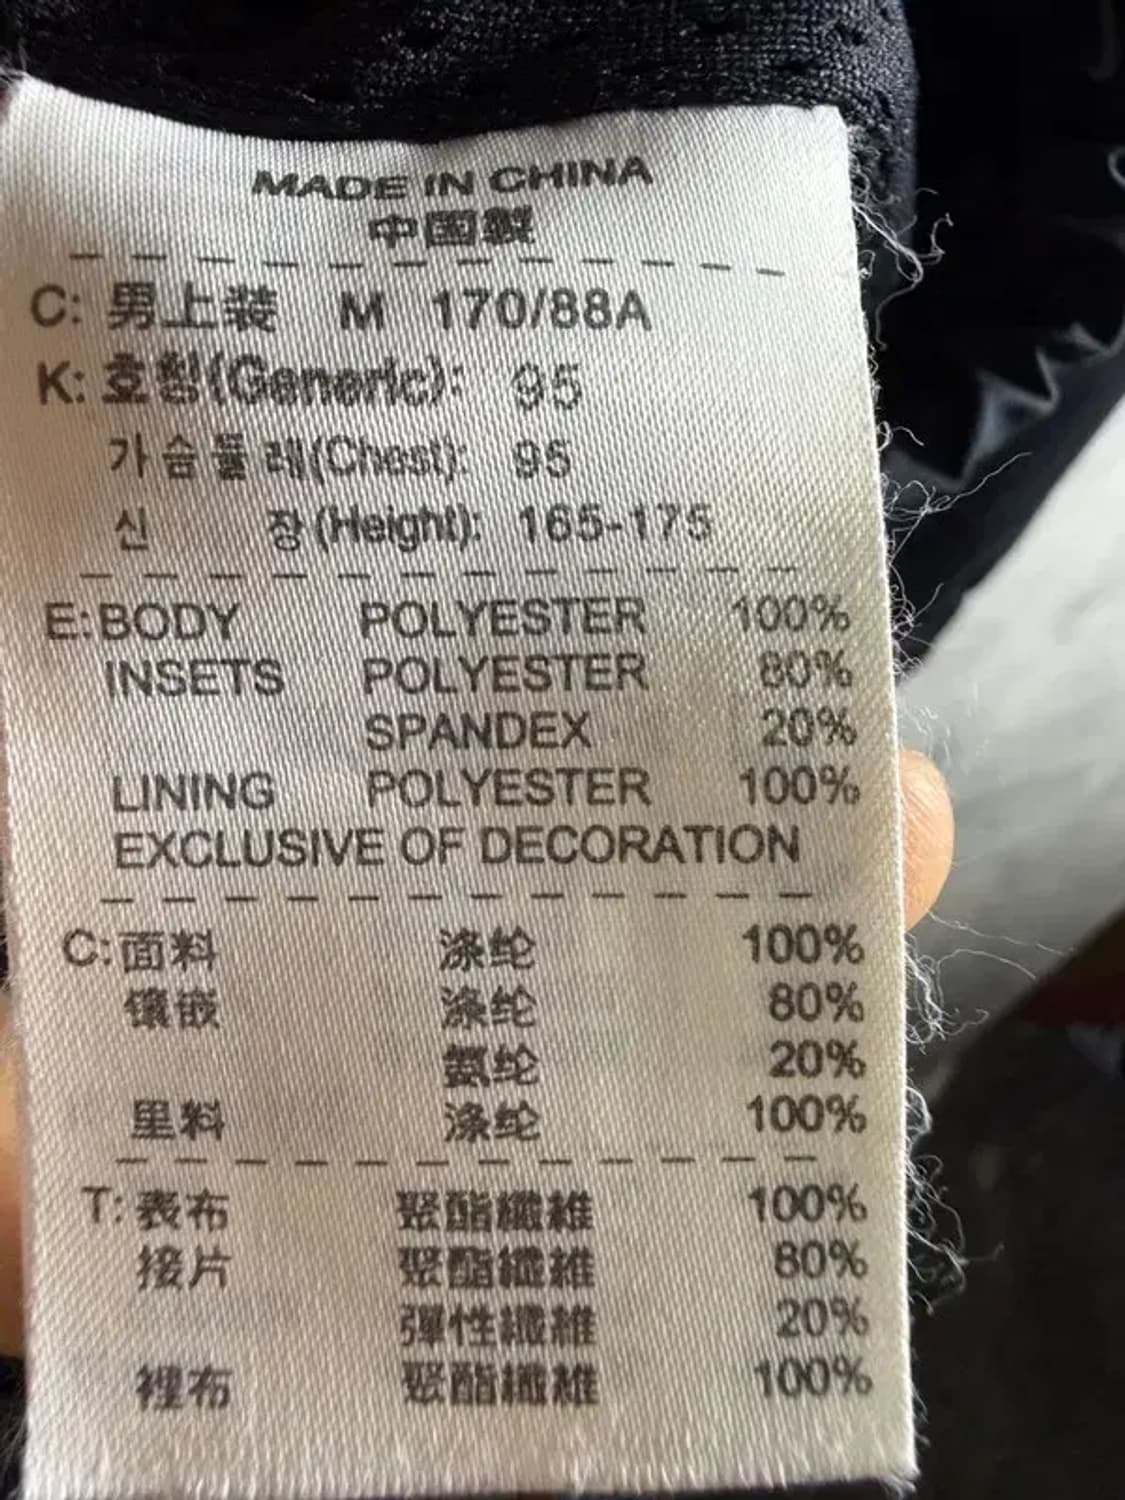 MADE IN CHINA
中国製
C: 男上装 M 170/88A
K: 호칭(Generic): 95
가슴둘레(Chest): 95
신 장(Height): 165-175
E:BODY POLYESTER 100%
INSETS POLYESTER 80%
SPANDEX 20%
LINING POLYESTER 100%
EXCLUSIVE OF DECORATION
C:面料 涤纶 100%
镶嵌 涤纶 80%
氨纶 20%
里料 涤纶 100%
T: 表布 聚酯纖維 100%
接片 聚酯纖維 80%
彈性纖維 20%
裡布 聚酯纖維 100%